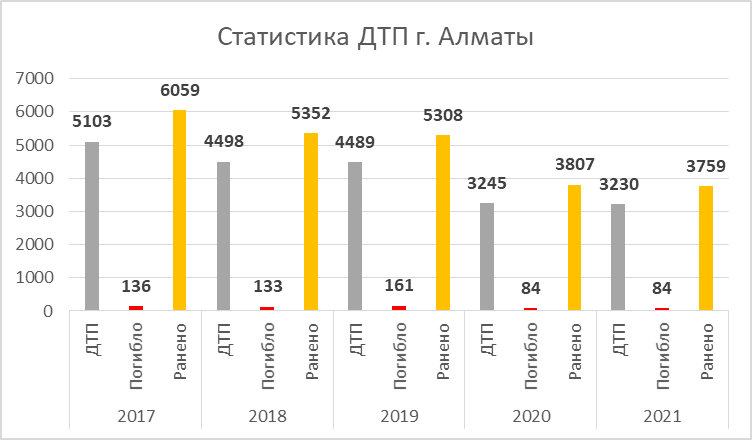 Статистика ДТП г. Алматы
7000
6000
5000
4000
3000
2000
1000
0
5103 136 6059 4498 133 5352 4489 161 5308 3245 84 3807 3230 84 3759
ДТП Погибло Ранено ДТП Погибло Ранено ДТП Погибло Ранено ДТП Погибло Ранено ДТП Погибло Ранено
2017 2018 2019 2020 2021